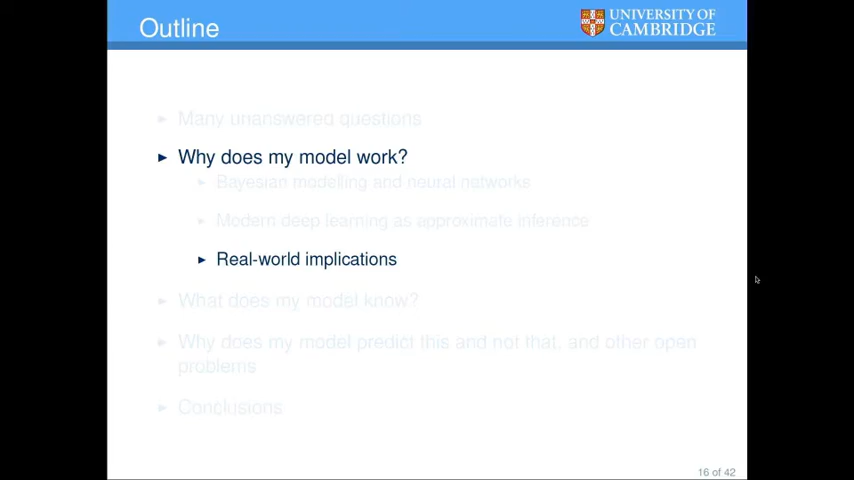 Outline
UNIVERSITY OF
CAMBRIDGE
Many unanswered questions
Why does my model work?
Bayesian modelling and neural networks
Modern deep learning as approximate inference
Real-world implications
What does my model know?
Why does my model predict this and not that, and other open
problems
Conclusions
16 of 42